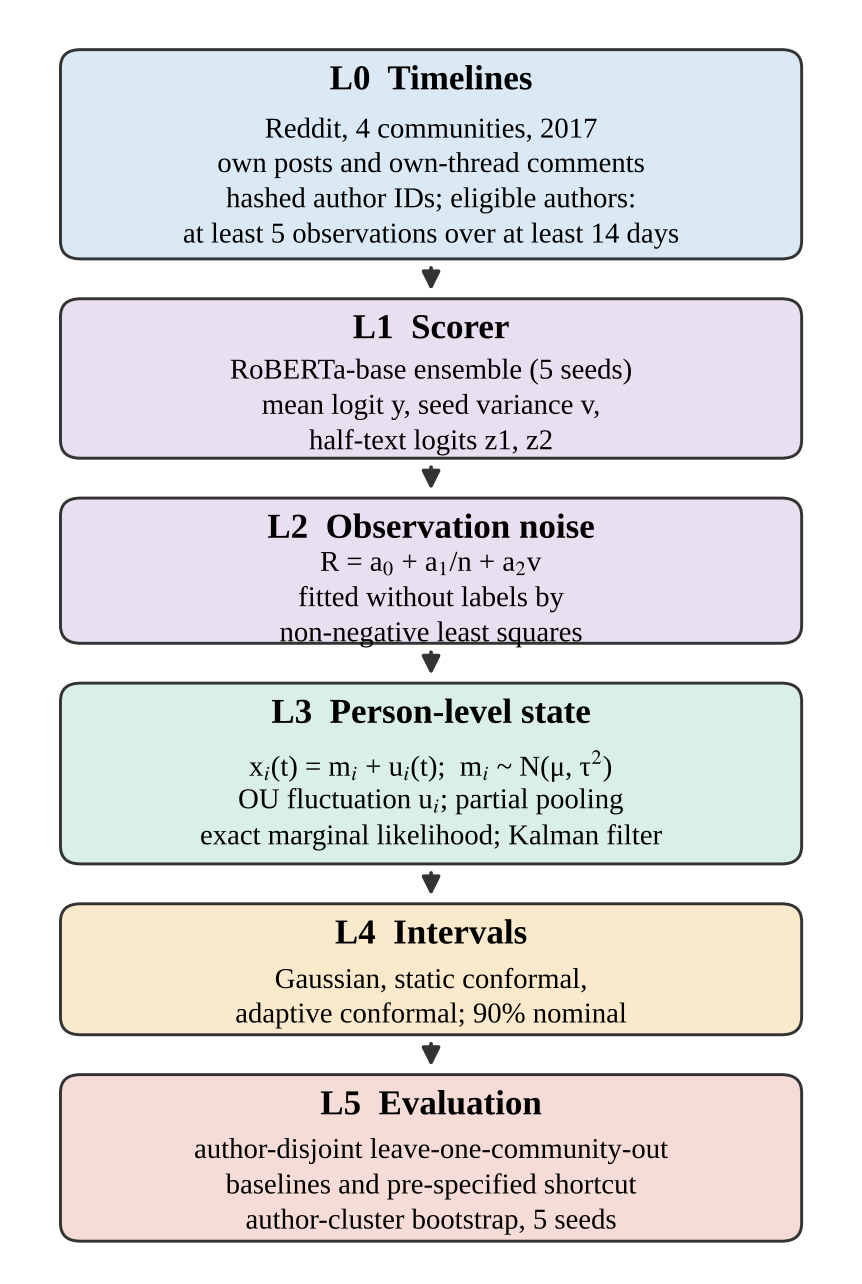 L0 Timelines
Reddit, 4 communities, 2017
own posts and own-thread comments
hashed author IDs; eligible authors:
at least 5 observations over at least 14 days
L1 Scorer
RoBERTa-base ensemble (5 seeds)
mean logit y, seed variance v,
half-text logits z1, z2
L2 Observation noise
R = a₀ + a₁/n + a₂v
fitted without labels by
non-negative least squares
L3 Person-level state
xᵢ(t) = mᵢ + uᵢ(t); mᵢ ~ N(μ, τ²)
OU fluctuation uᵢ; partial pooling
exact marginal likelihood; Kalman filter
L4 Intervals
Gaussian, static conformal,
adaptive conformal; 90% nominal
L5 Evaluation
author-disjoint leave-one-community-out
baselines and pre-specified shortcut
author-cluster bootstrap, 5 seeds